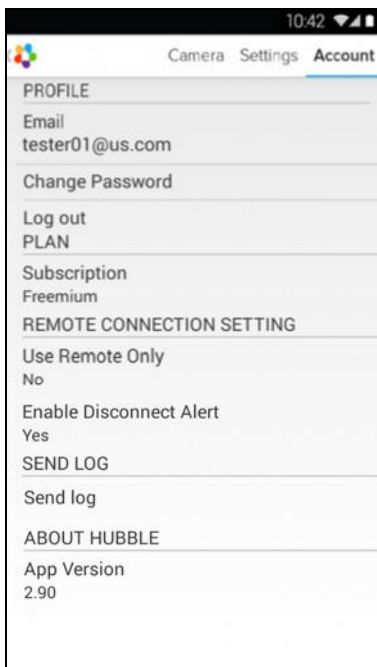 10:42
Camera Settings Account
PROFILE
Email
tester01@us.com
Change Password
Log out
PLAN
Subscription
Freemium
REMOTE CONNECTION SETTING
Use Remote Only
No
Enable Disconnect Alert
Yes
SEND LOG
Send log
ABOUT HUBBLE
App Version
2.90